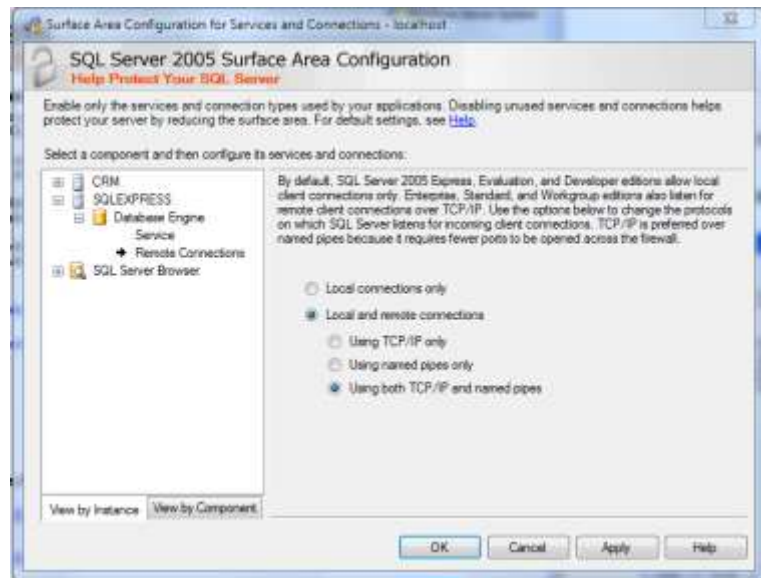 Surface Area Configuration for Services and Connections - localhost
SQL Server 2005 Surface Area Configuration
Help Protect Your SQL Server
Enable only the services and connection types used by your applications. Disabling unused services and connections helps
protect your server by reducing the surface area. For default settings, see Help.
Select a component and then configure its services and connections:
CRM
SQLEXPRESS
Database Engine
Service
Remote Connections
SQL Server Browser
By default, SQL Server 2005 Express, Evaluation, and Developer editions allow local
client connections only. Enterprise, Standard, and Workgroup editions also listen for
remote client connections over TCP/IP. Use the options below to change the protocols
on which SQL Server listens for incoming client connections. TCP/IP is preferred over
named pipes because it requires fewer ports to be opened across the firewall.
Local connections only
Local and remote connections
Using TCP/IP only
Using named pipes only
Using both TCP/IP and named pipes
View by Instance View by Component
OK Cancel Apply Help